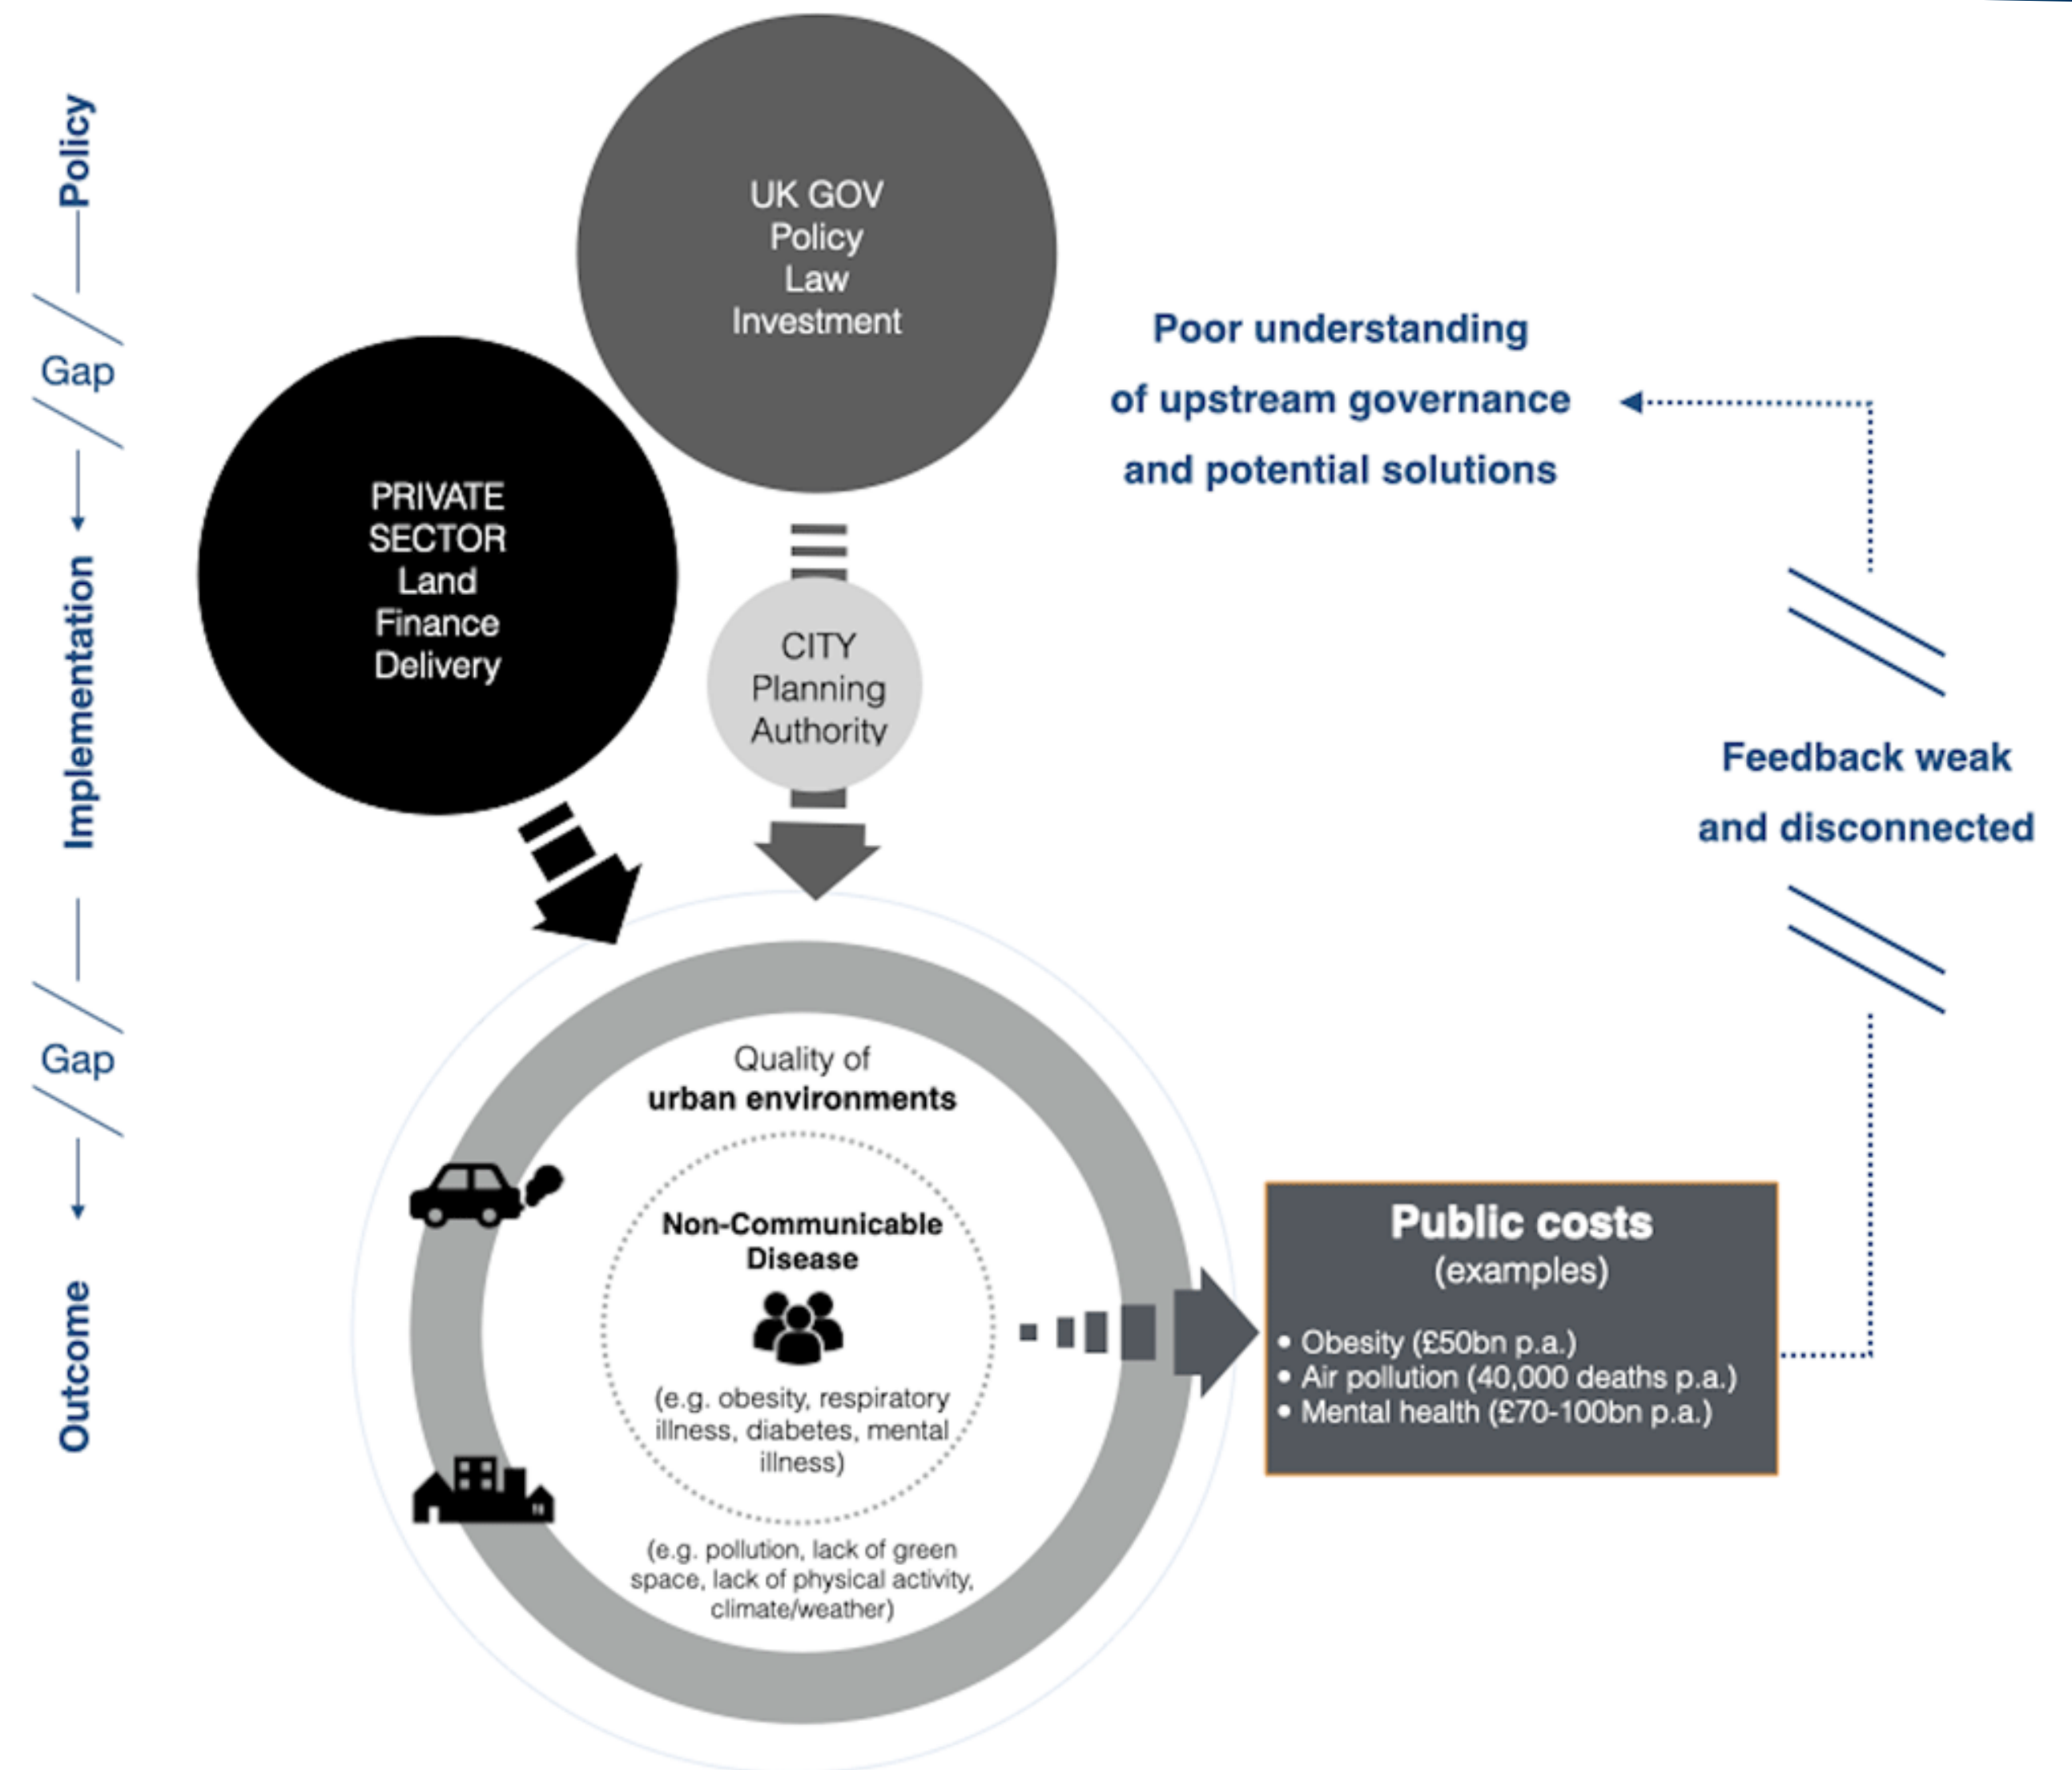 Policy
Gap
Implementation
Gap
Outcome
UK GOV
Policy
Law
Investment
PRIVATE
SECTOR
Land
Finance
Delivery
CITY
Planning
Authority
Poor understanding
of upstream governance
and potential solutions
Feedback weak
and disconnected
Quality of
urban environments
Non-Communicable
Disease
(e.g. obesity, respiratory
illness, diabetes, mental
illness)
(e.g. pollution, lack of green
space, lack of physical activity,
climate/weather)
Public costs
(examples)
• Obesity (£50bn p.a.)
• Air pollution (40,000 deaths p.a.)
• Mental health (£70-100bn p.a.)